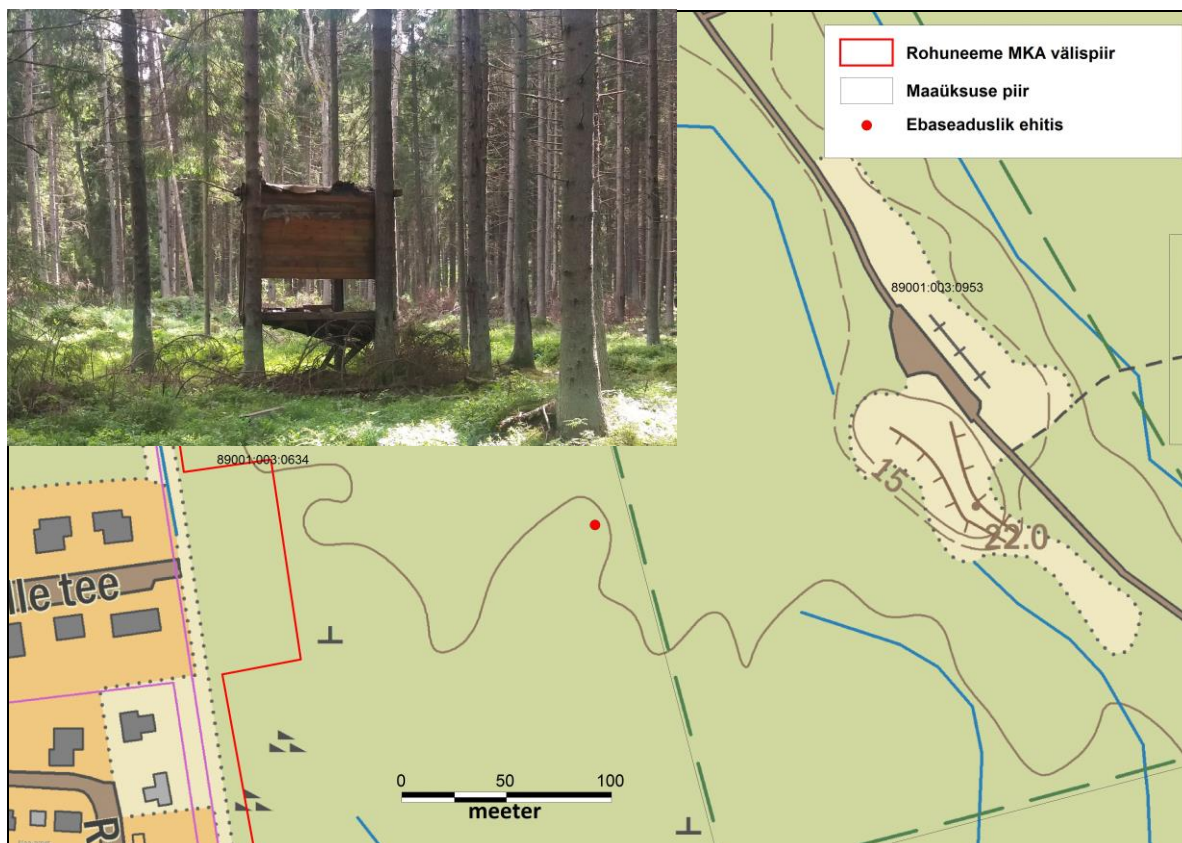 Rohuneeme MKA välispiir
Maaüksuse piir
Ebaseaduslik ehitis
89001:003:0953
89001:003:0634
15
22.0
lle tee
0 50 100
meeter
R